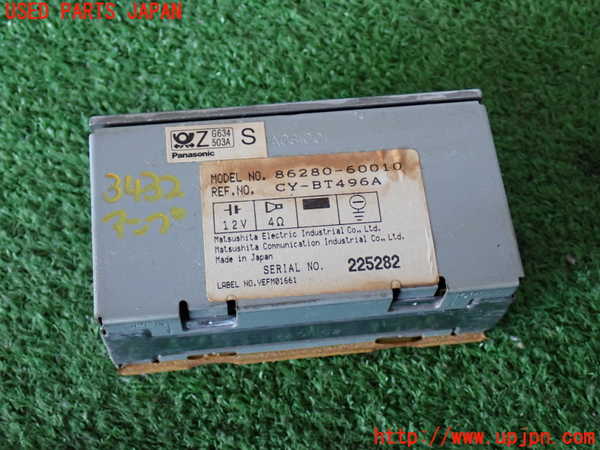 USED PARTS JAPAN
Z G634 503A S
Panasonic
MODEL NO. 86280-60010
REF.NO. CY-BT496A
12V 4Ω
Matsushita Electric Industrial Co., Ltd.
Matsushita Communication Industrial Co., Ltd.
Made in Japan
SERIAL NO. 225282
LABEL NO. YEFM01661
3432
アンプ
http://www.upjpn.com/